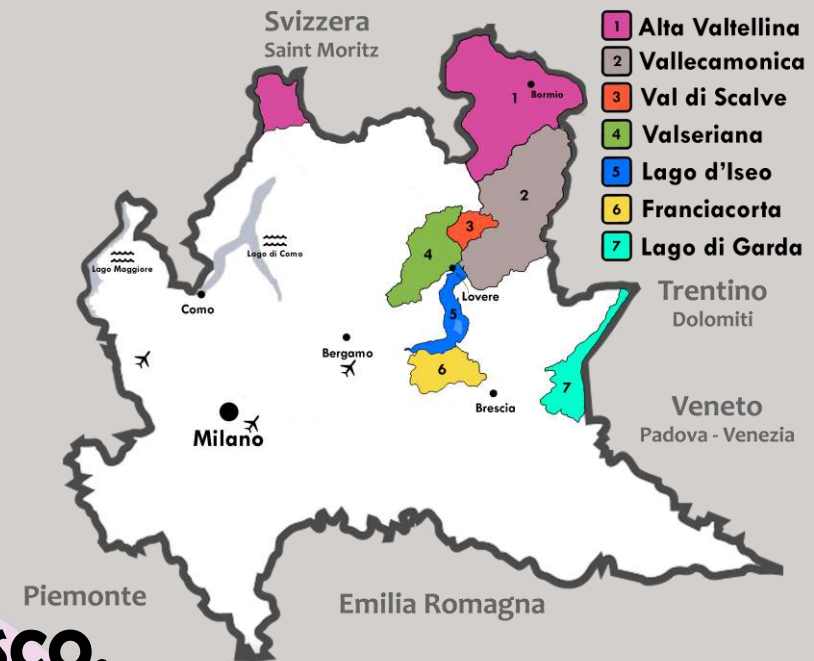 Svizzera
Saint Moritz
1 Alta Valtellina
2 Vallecamonica
3 Val di Scalve
4 Valseriana
5 Lago d'Iseo
6 Franciacorta
7 Lago di Garda
1
Bormio
2
3
4
Lago Maggiore
Lago di Como
Como
Lovere
5
Bergamo
6
7
Brescia
Milano
Trentino
Dolomiti
Veneto
Padova - Venezia
Piemonte
Emilia Romagna